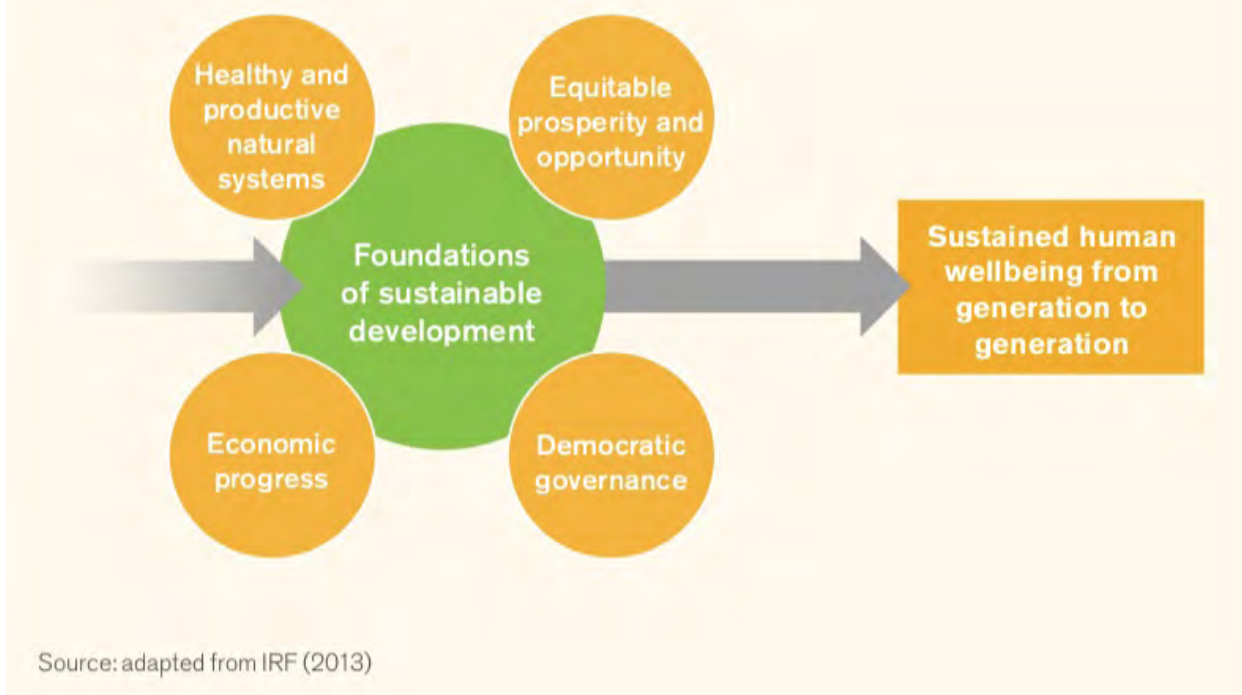 Healthy and
productive
natural
systems
Equitable
prosperity and
opportunity
Foundations
of sustainable
development
Sustained human
wellbeing from
generation to
generation
Economic
progress
Democratic
governance
Source: adapted from IRF (2013)